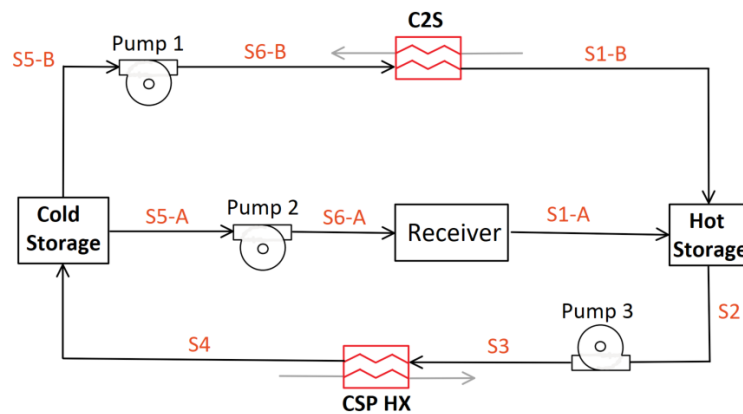 C2S
Pump 1
S5-B
S6-B
S1-B
Cold
Storage
S5-A
Pump 2
S6-A
Receiver
S1-A
Hot
Storage
S4
CSP HX
S3
Pump 3
S2